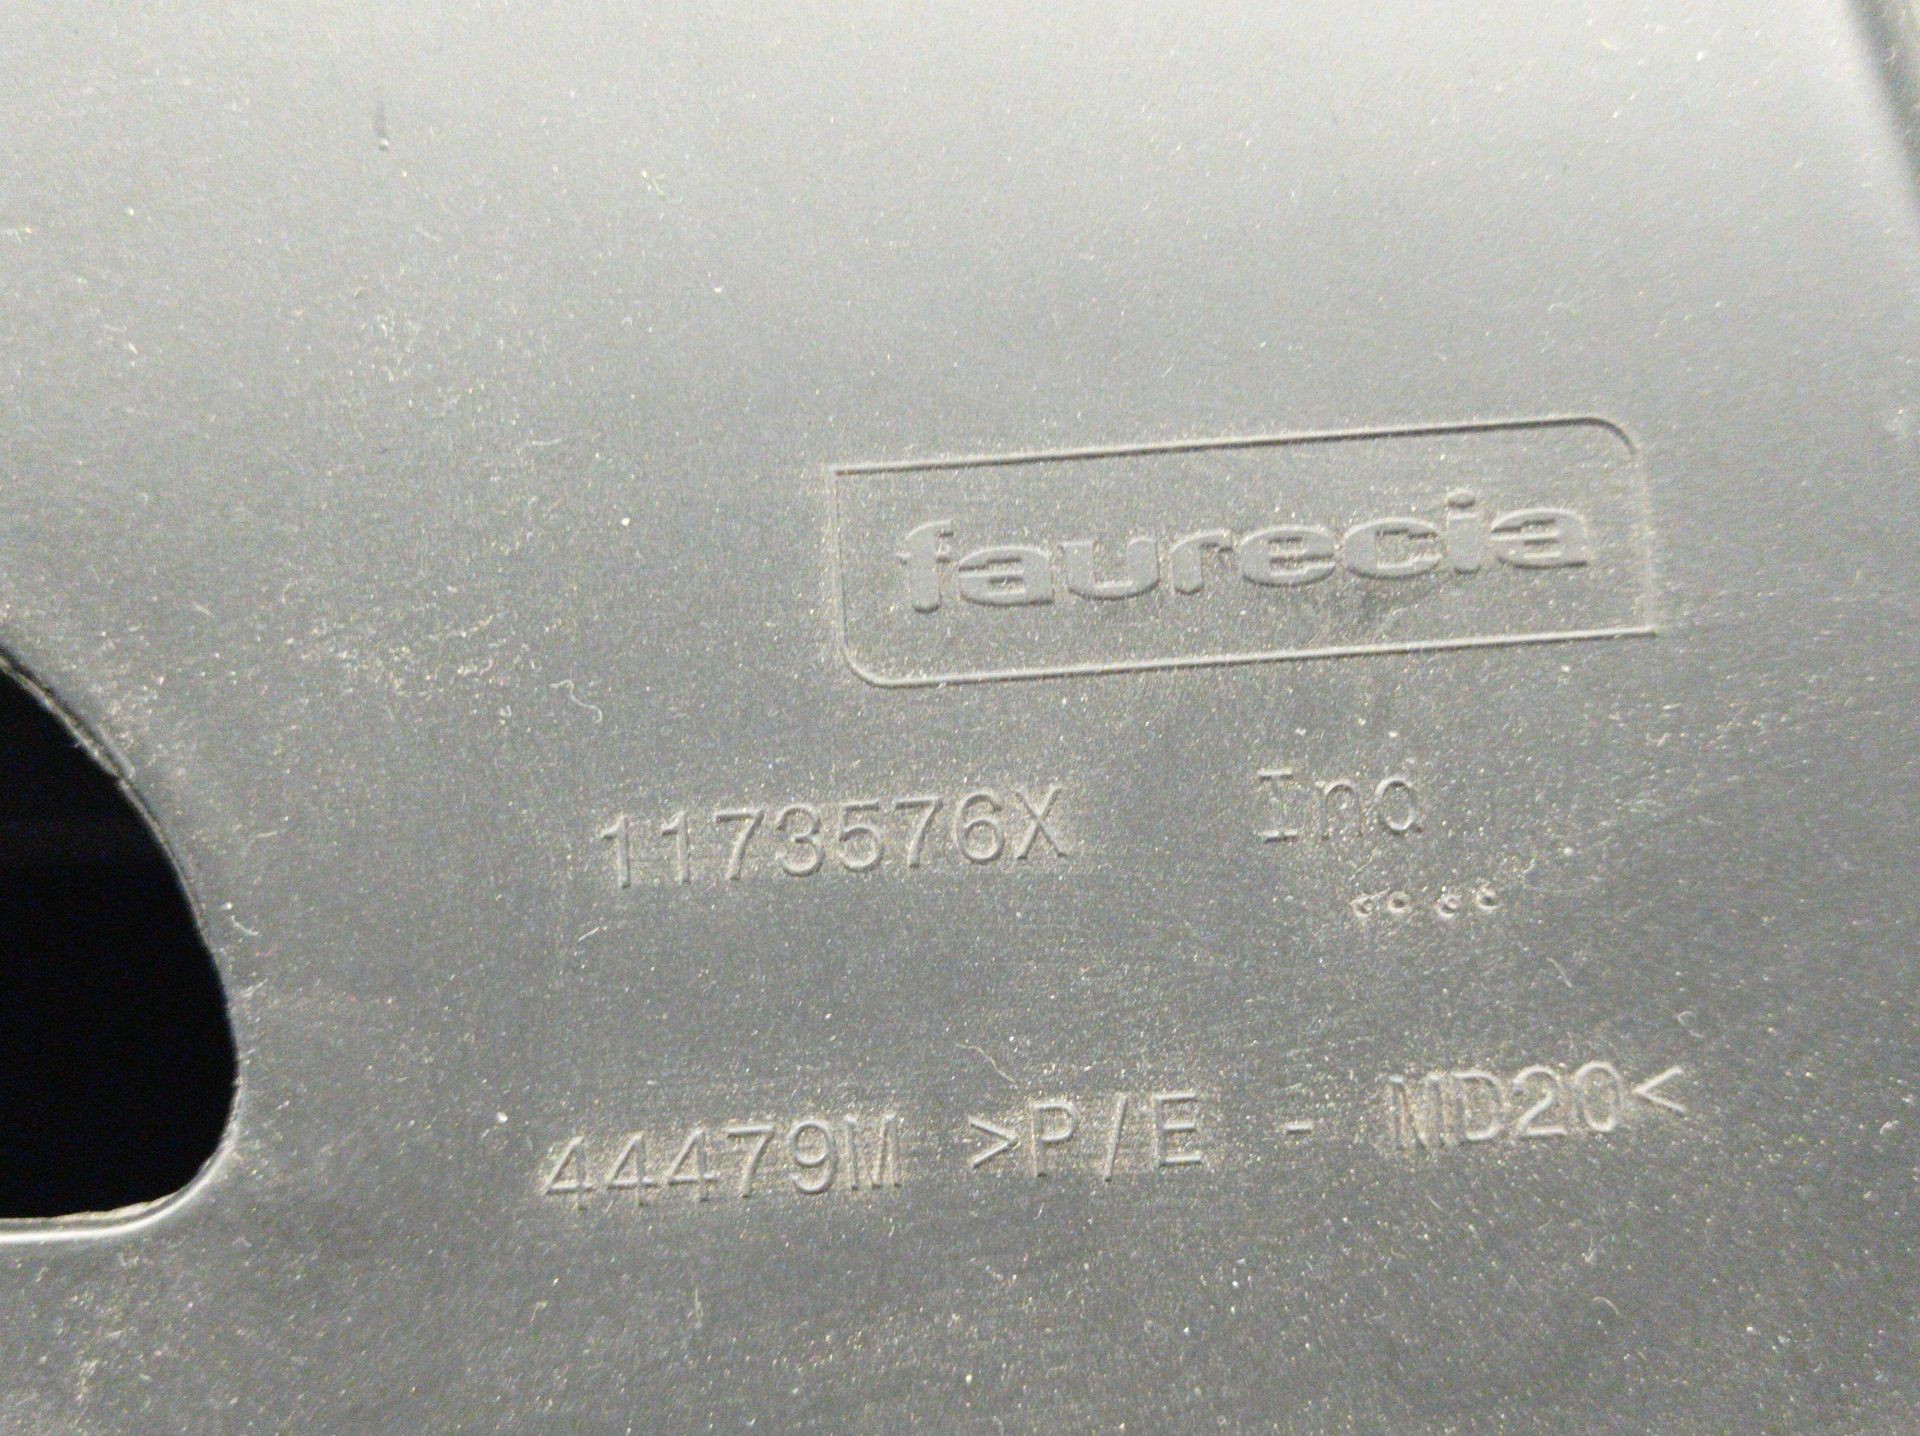 faurecia
1173576X Ind
44479M >P/E - MD20<